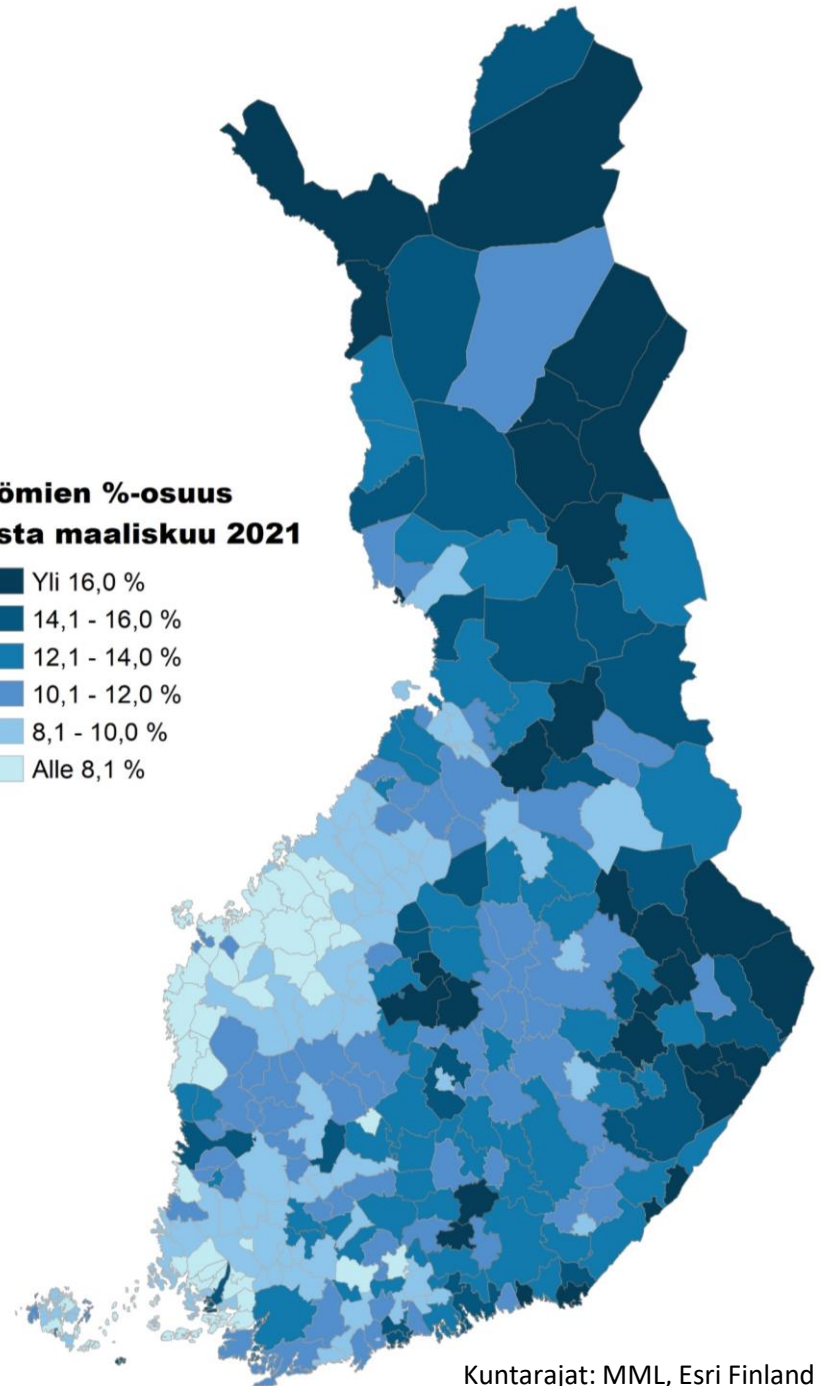 ömien %-osuus
sta maaliskuu 2021
Yli 16,0 %
14,1 - 16,0 %
12,1 - 14,0 %
10,1 - 12,0 %
8,1 - 10,0 %
Alle 8,1 %
Kuntarajat: MML, Esri Finland